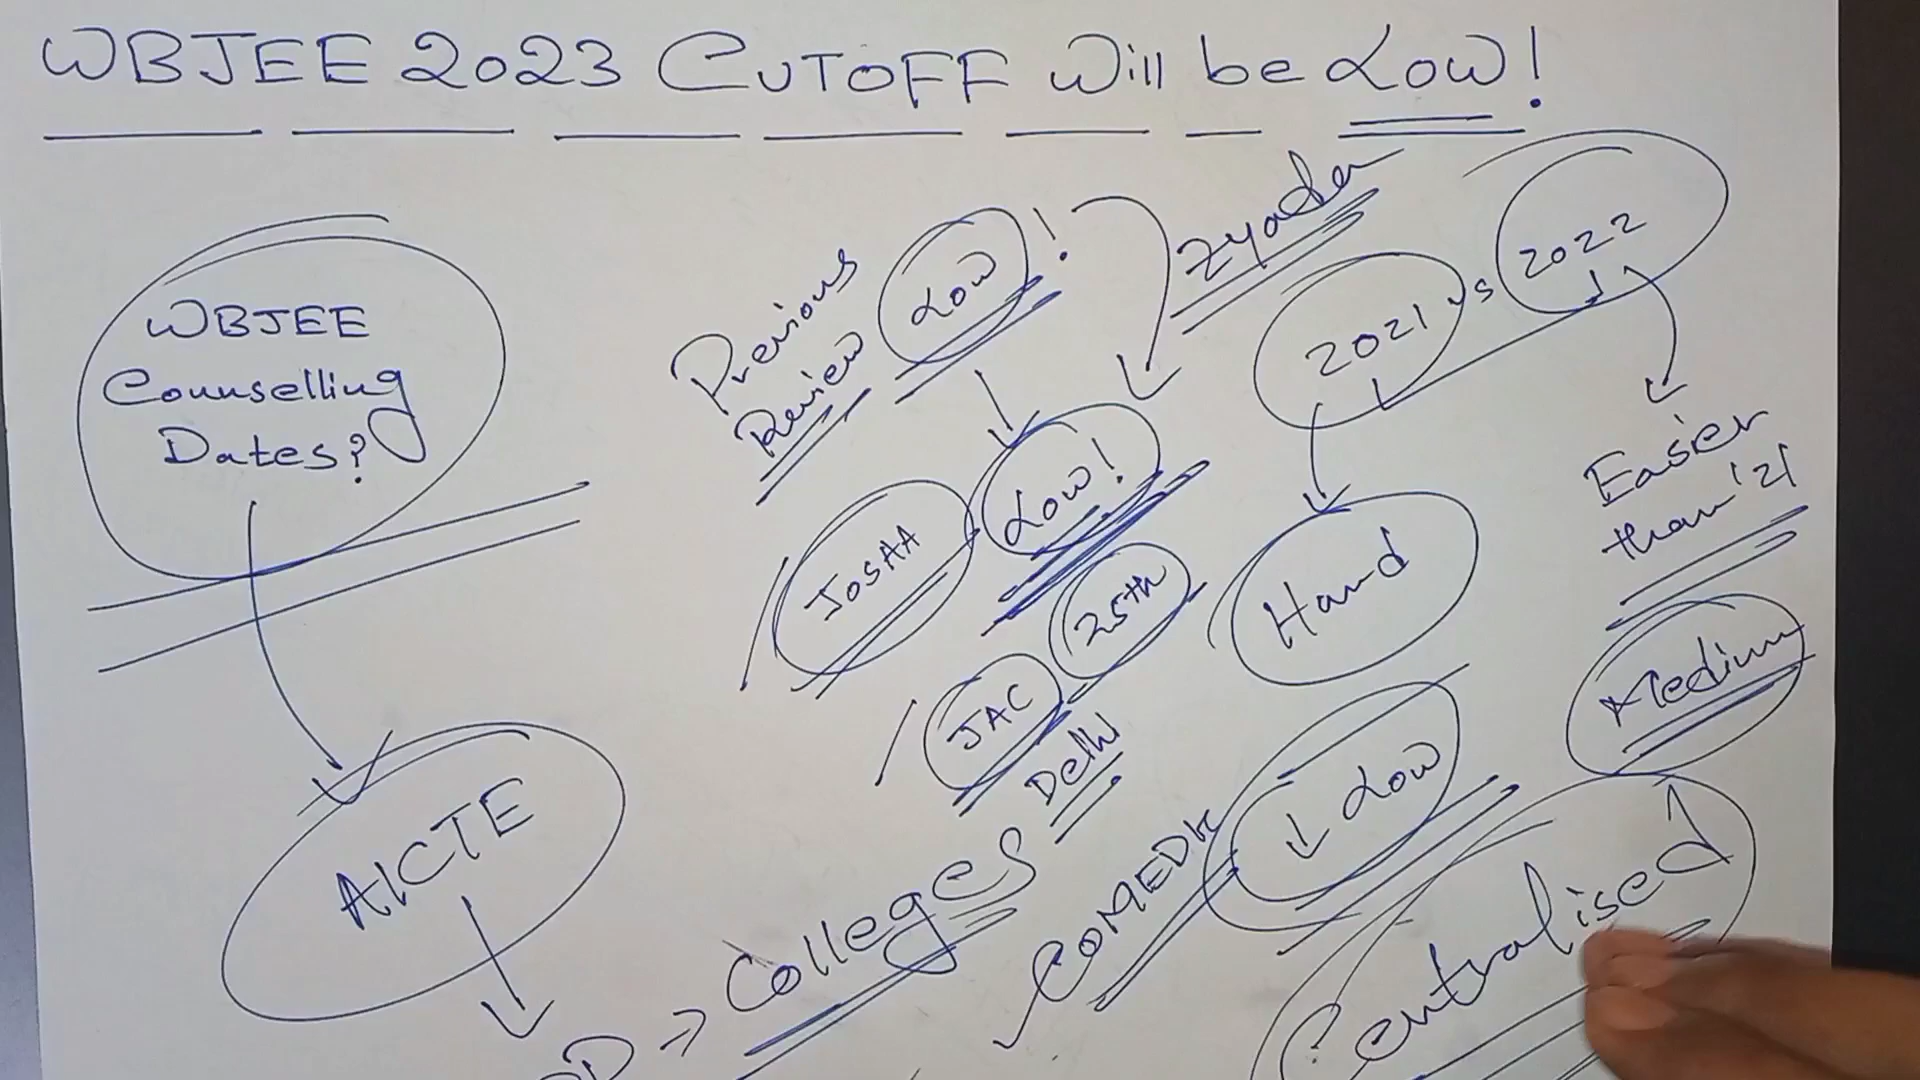 WBJEE 2023 CUTOFF Will be Low!
WBJEE
Counselling
Dates?
AICTE
Previous
Review
Low!
Zyada
Low!
JOSAA
25th
JAC
Delhi
Colleges
COMEDK
2021 vs 2022
Hard
Easier
than '21
Medium
↓ Low
Centralised